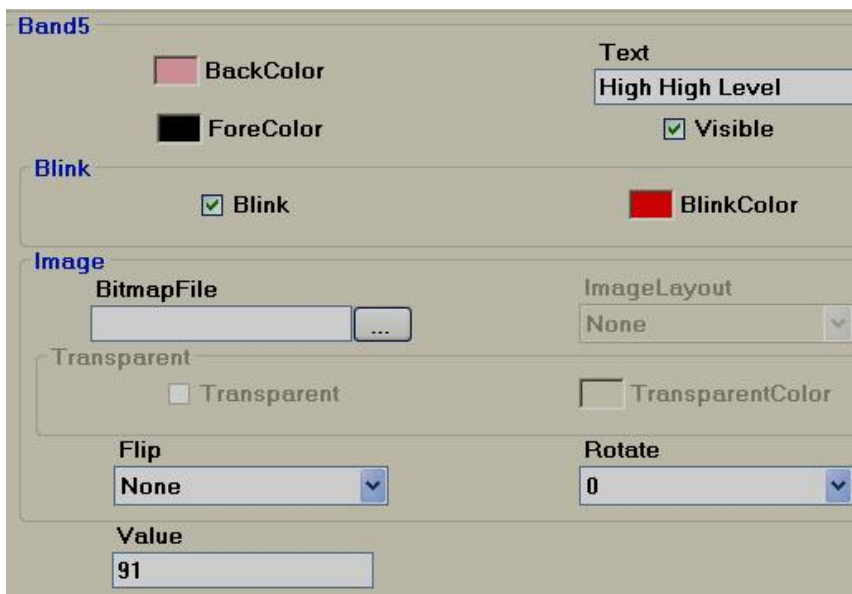 Band5
BackColor
Text
High High Level
ForeColor
Visible
Blink
Blink
BlinkColor
Image
BitmapFile
...
ImageLayout
None
Transparent
Transparent
TransparentColor
Flip
None
Rotate
0
Value
91